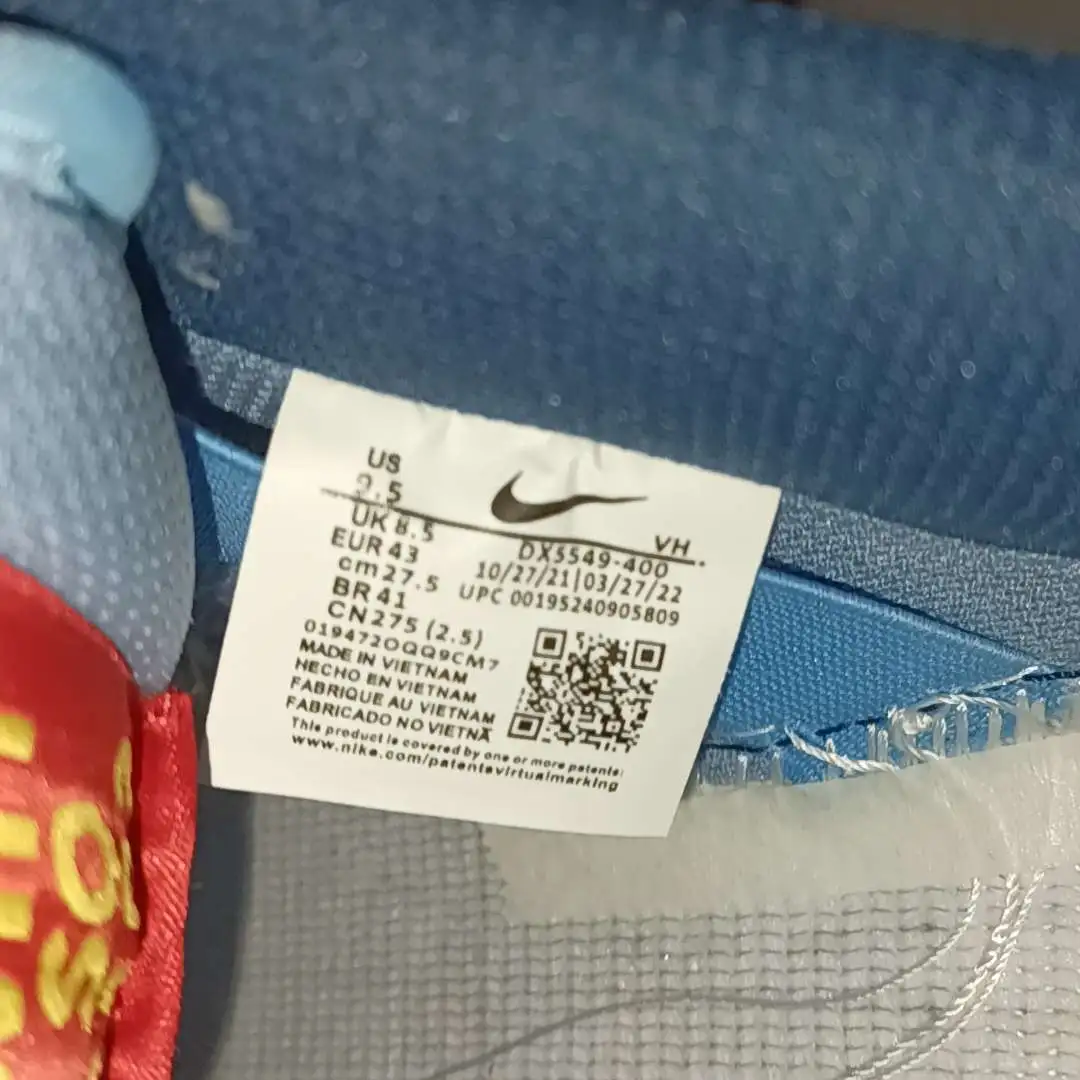 US
9.5
UK 8.5
EUR 43
cm 27.5
BR 41
CN 275 (2.5)
VH
DX5549-400
10/27/21|03/27/22
UPC 00195240905809
019472OQQ9CM7
MADE IN VIETNAM
HECHO EN VIETNAM
FABRIQUE AU VIETNAM
FABRICADO NO VIETNÃ
This product is covered by one or more patents:
www.nike.com/patentsvirtualmarking